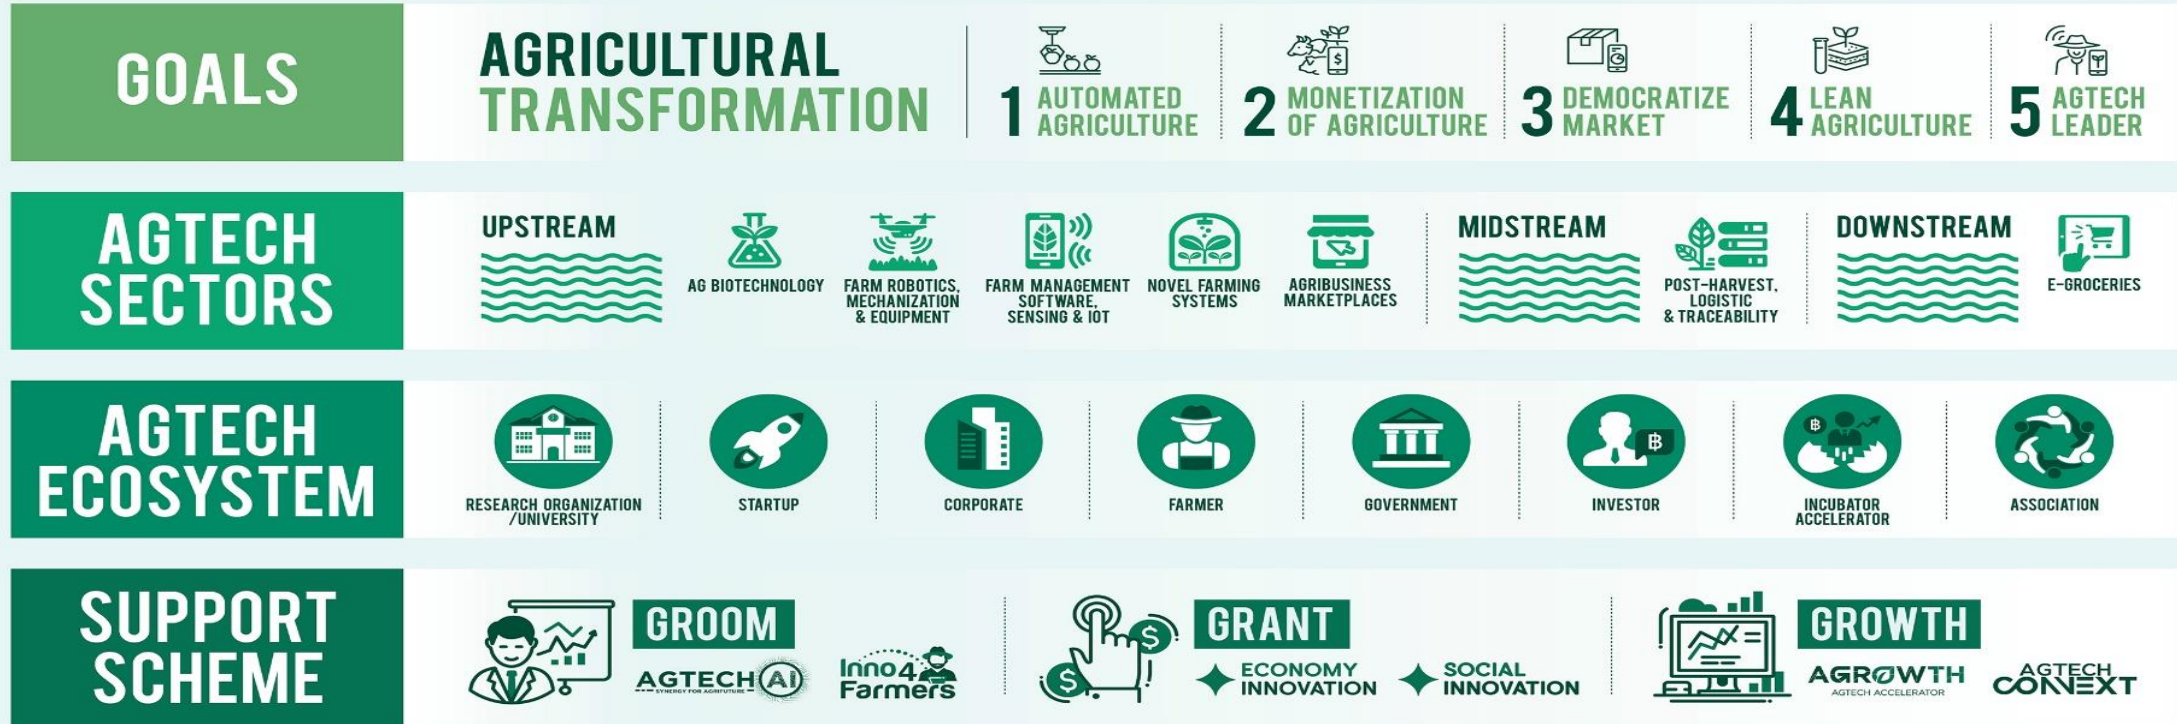 GOALS
AGRICULTURAL
TRANSFORMATION
1 AUTOMATED
AGRICULTURE
2 MONETIZATION
OF AGRICULTURE
3 DEMOCRATIZE
MARKET
4 LEAN
AGRICULTURE
5 AGTECH
LEADER
AGTECH
SECTORS
UPSTREAM
AG BIOTECHNOLOGY
FARM ROBOTICS,
MECHANIZATION
& EQUIPMENT
FARM MANAGEMENT
SOFTWARE,
SENSING & IOT
NOVEL FARMING
SYSTEMS
AGRIBUSINESS
MARKETPLACES
MIDSTREAM
POST-HARVEST,
LOGISTIC
& TRACEABILITY
DOWNSTREAM
E-GROCERIES
AGTECH
ECOSYSTEM
RESEARCH ORGANIZATION
/UNIVERSITY
STARTUP
CORPORATE
FARMER
GOVERNMENT
INVESTOR
INCUBATOR
ACCELERATOR
ASSOCIATION
SUPPORT
SCHEME
GROOM
AGTECH AI
SYNERGY FOR AGRIFUTURE
Inno4
Farmers
GRANT
ECONOMY
INNOVATION
SOCIAL
INNOVATION
GROWTH
AGROWTH
AGTECH ACCELERATOR
AGTECH
CONNEXT